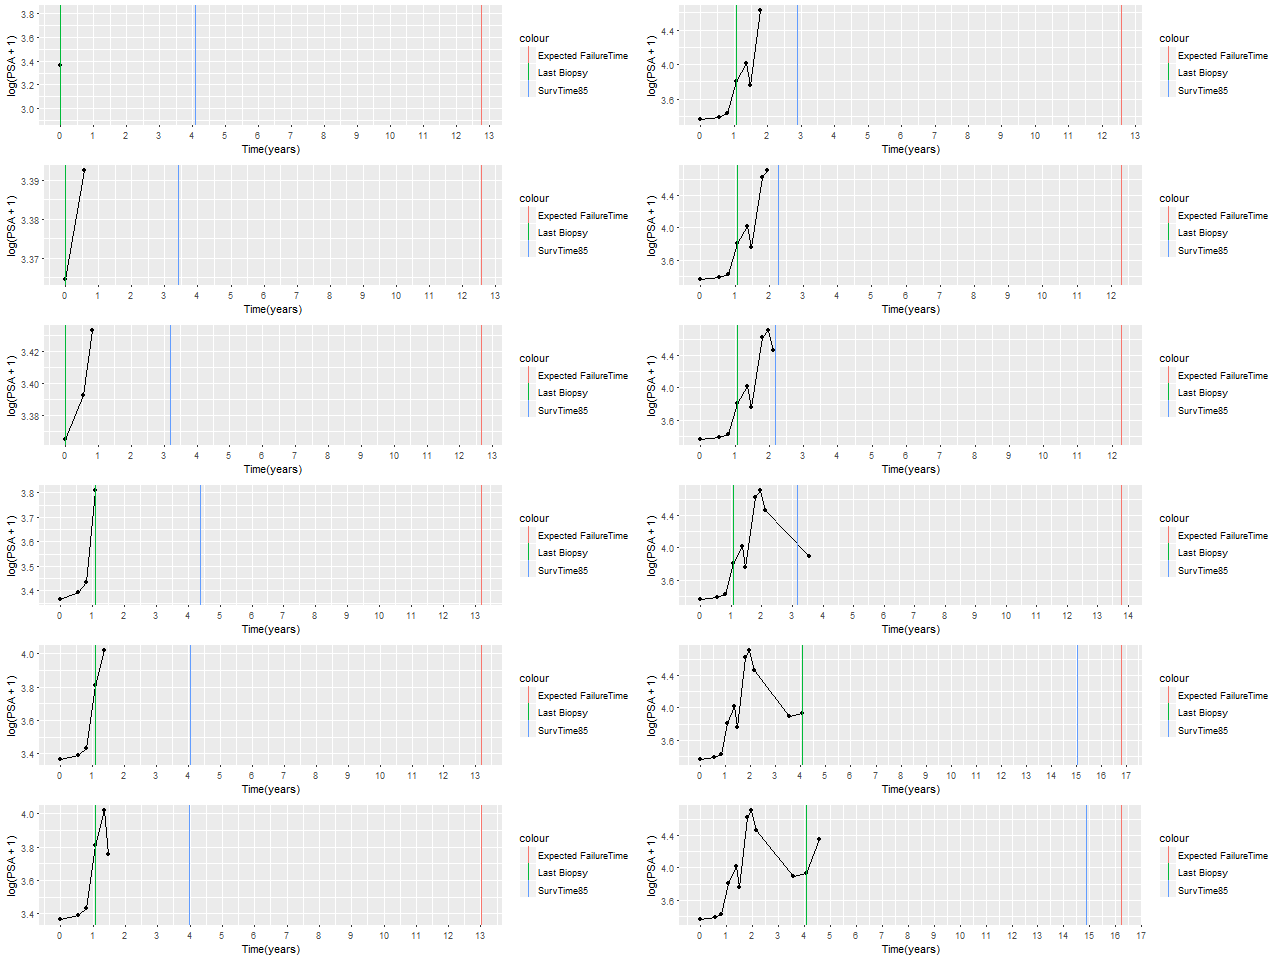 log(PSA + 1)
3.8
3.6
3.4
3.2
3.0
0 1 2 3 4 5 6 7 8 9 10 11 12 13
Time(years)
colour
Expected FailureTime
Last Biopsy
SurvTime85
log(PSA + 1)
4.4
4.0
3.6
0 1 2 3 4 5 6 7 8 9 10 11 12 13
Time(years)
colour
Expected FailureTime
Last Biopsy
SurvTime85
log(PSA + 1)
3.39
3.38
3.37
0 1 2 3 4 5 6 7 8 9 10 11 12 13
Time(years)
colour
Expected FailureTime
Last Biopsy
SurvTime85
log(PSA + 1)
4.4
4.0
3.6
0 1 2 3 4 5 6 7 8 9 10 11 12
Time(years)
colour
Expected FailureTime
Last Biopsy
SurvTime85
log(PSA + 1)
3.42
3.40
3.38
0 1 2 3 4 5 6 7 8 9 10 11 12 13
Time(years)
colour
Expected FailureTime
Last Biopsy
SurvTime85
log(PSA + 1)
4.4
4.0
3.6
0 1 2 3 4 5 6 7 8 9 10 11 12
Time(years)
colour
Expected FailureTime
Last Biopsy
SurvTime85
log(PSA + 1)
3.8
3.7
3.6
3.5
3.4
0 1 2 3 4 5 6 7 8 9 10 11 12 13
Time(years)
colour
Expected FailureTime
Last Biopsy
SurvTime85
log(PSA + 1)
4.4
4.0
3.6
0 1 2 3 4 5 6 7 8 9 10 11 12 13 14
Time(years)
colour
Expected FailureTime
Last Biopsy
SurvTime85
log(PSA + 1)
4.0
3.8
3.6
3.4
0 1 2 3 4 5 6 7 8 9 10 11 12 13
Time(years)
colour
Expected FailureTime
Last Biopsy
SurvTime85
log(PSA + 1)
4.4
4.0
3.6
0 1 2 3 4 5 6 7 8 9 10 11 12 13 14 15 16 17
Time(years)
colour
Expected FailureTime
Last Biopsy
SurvTime85
log(PSA + 1)
4.0
3.8
3.6
3.4
0 1 2 3 4 5 6 7 8 9 10 11 12 13
Time(years)
colour
Expected FailureTime
Last Biopsy
SurvTime85
log(PSA + 1)
4.4
4.0
3.6
0 1 2 3 4 5 6 7 8 9 10 11 12 13 14 15 16 17
Time(years)
colour
Expected FailureTime
Last Biopsy
SurvTime85